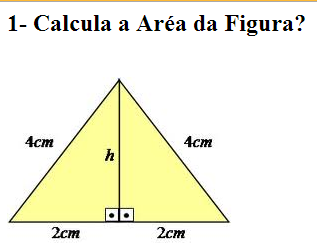 1- Calcula a Aréa da Figura?
4cm 4cm
h
2cm 2cm